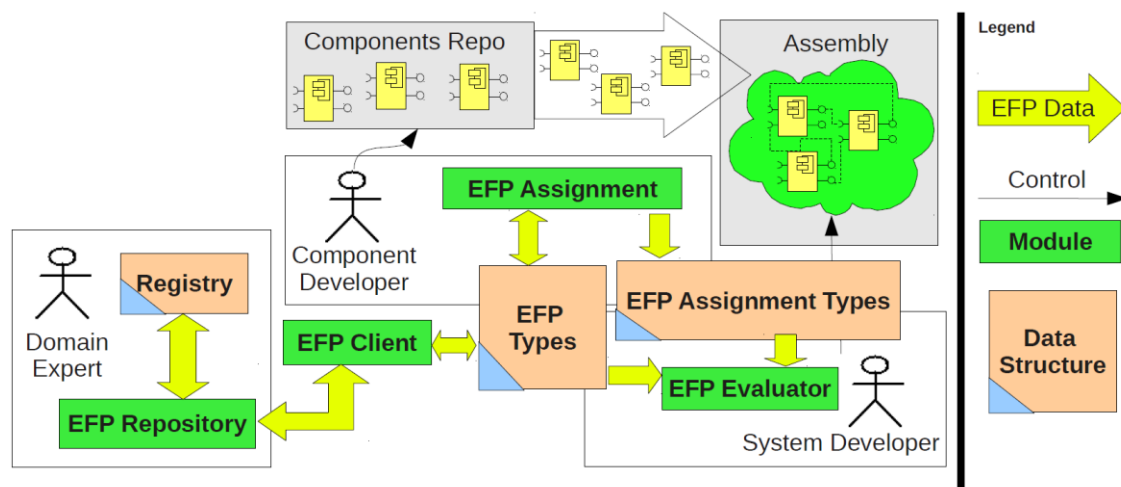 Components Repo
Assembly
EFP Assignment
Component
Developer
Registry
Domain
Expert
EFP Repository
EFP Client
EFP
Types
EFP Assignment Types
EFP Evaluator
System Developer
Legend
EFP Data
Control
Module
Data
Structure